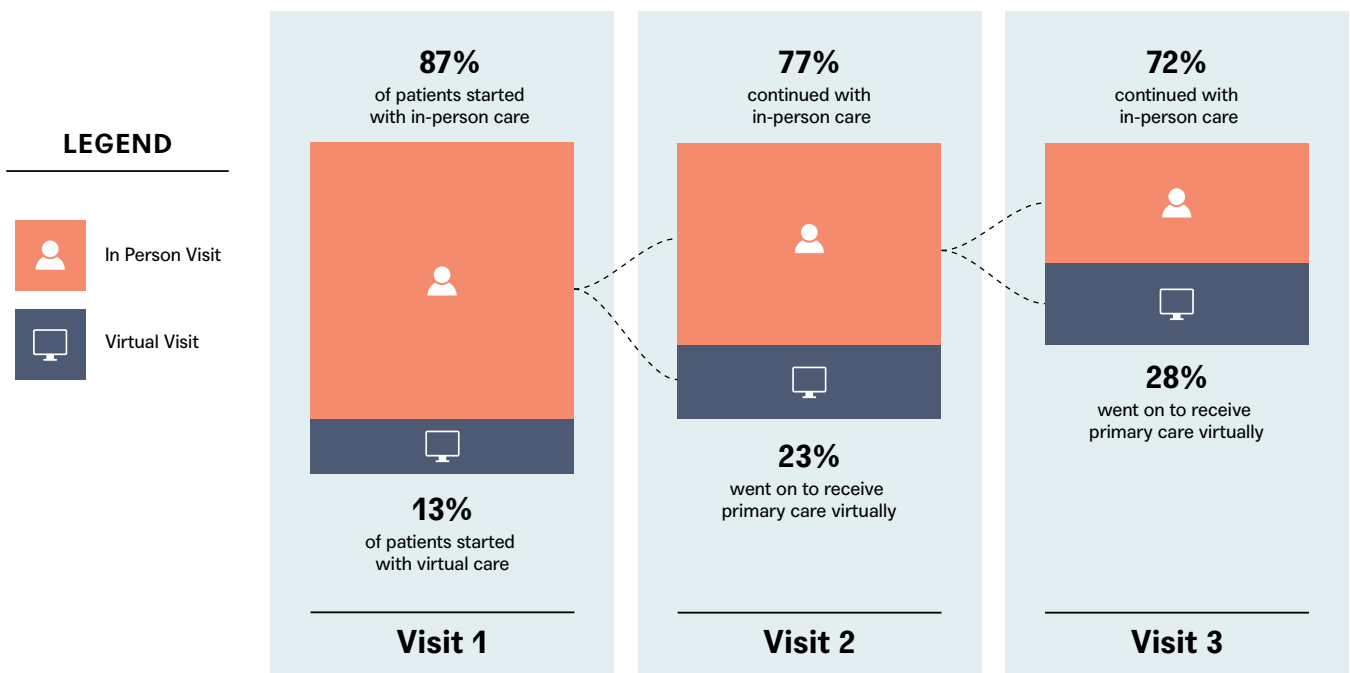 LEGEND
In Person Visit
Virtual Visit
87%
of patients started
with in-person care
13%
of patients started
with virtual care
Visit 1
77%
continued with
in-person care
23%
went on to receive
primary care virtually
Visit 2
72%
continued with
in-person care
28%
went on to receive
primary care virtually
Visit 3